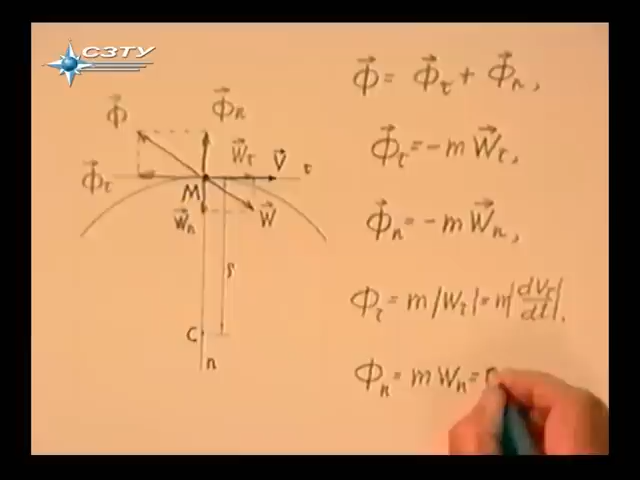 СЗТУ
Φ⃗ = Φ⃗τ + Φ⃗n,
Φ⃗τ = -m W⃗τ,
Φ⃗n = -m W⃗n,
Φτ = m|Wτ| = m|dVτ/dt|.
Φn = m Wn =
Φ⃗
Φ⃗n
Φ⃗τ
W⃗τ
V⃗
τ
M
W⃗n
W⃗
ρ
C
n